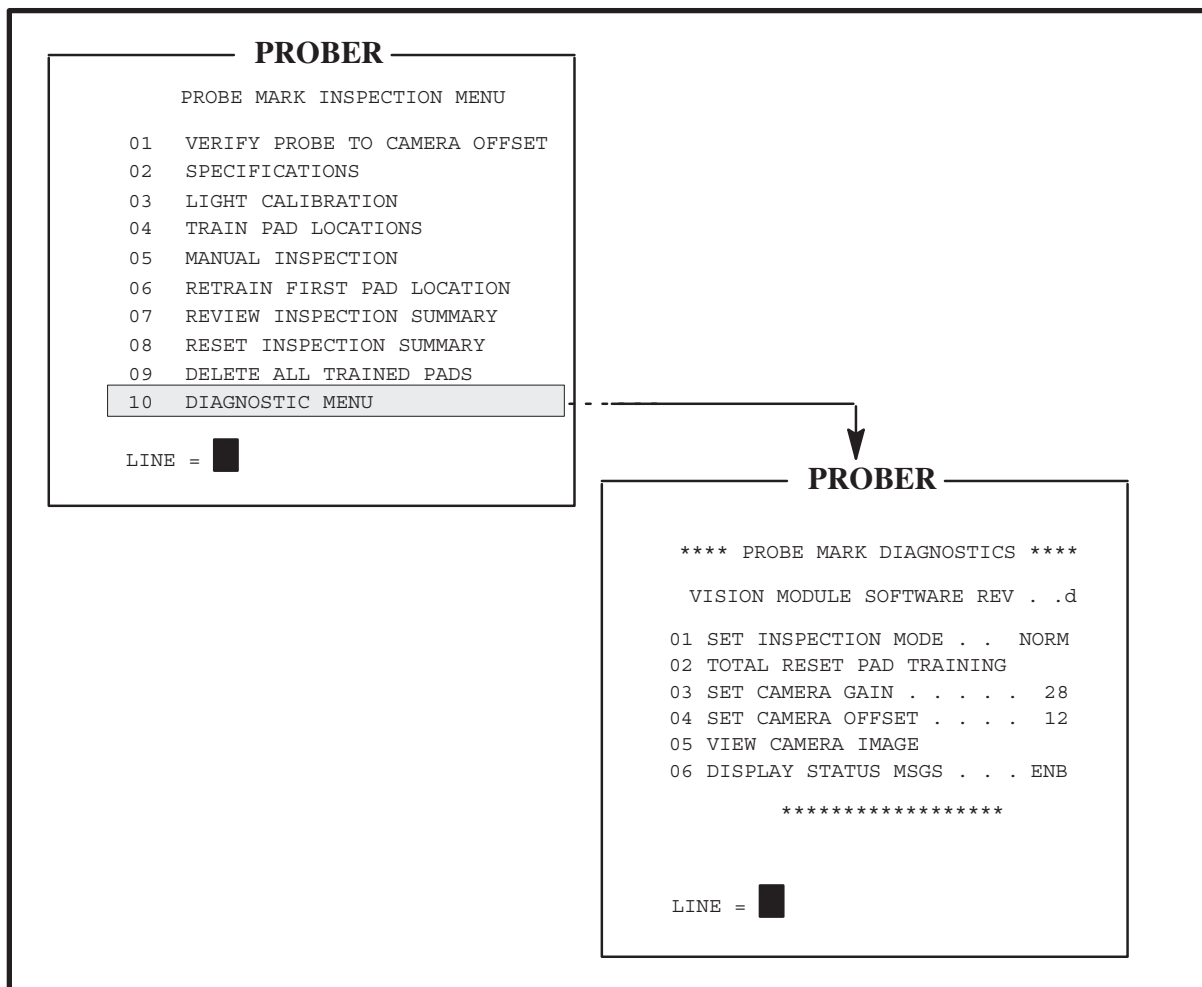 PROBER
PROBE MARK INSPECTION MENU
01 VERIFY PROBE TO CAMERA OFFSET
02 SPECIFICATIONS
03 LIGHT CALIBRATION
04 TRAIN PAD LOCATIONS
05 MANUAL INSPECTION
06 RETRAIN FIRST PAD LOCATION
07 REVIEW INSPECTION SUMMARY
08 RESET INSPECTION SUMMARY
09 DELETE ALL TRAINED PADS
10 DIAGNOSTIC MENU
LINE =
PROBER
**** PROBE MARK DIAGNOSTICS ****
VISION MODULE SOFTWARE REV . .d
01 SET INSPECTION MODE . . NORM
02 TOTAL RESET PAD TRAINING
03 SET CAMERA GAIN . . . . . 28
04 SET CAMERA OFFSET . . . . 12
05 VIEW CAMERA IMAGE
06 DISPLAY STATUS MSGS . . . ENB
******************
LINE =